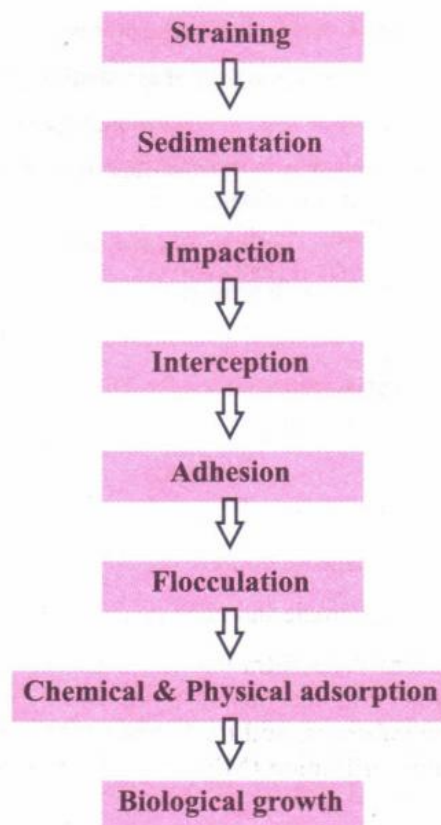 Straining
Sedimentation
Impaction
Interception
Adhesion
Flocculation
Chemical & Physical adsorption
Biological growth